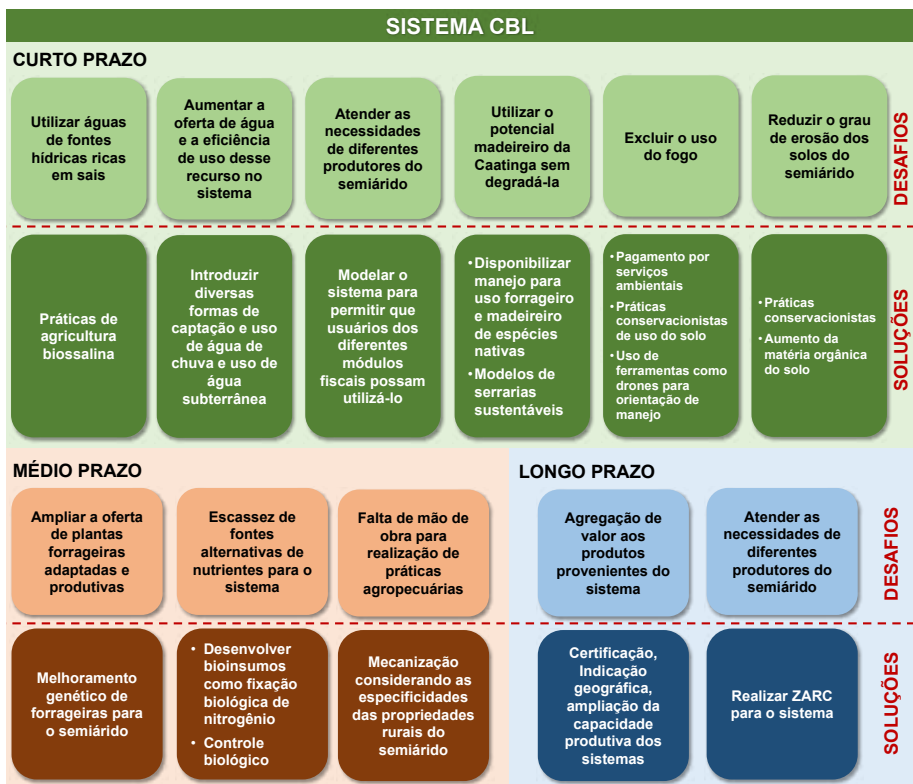 SISTEMA CBL
CURTO PRAZO
Utilizar águas
de fontes
hídricas ricas
em sais
Aumentar a
oferta de água
e a eficiência
de uso desse
recurso no
sistema
Atender as
necessidades
de diferentes
produtores do
semiárido
Utilizar o
potencial
madeireiro da
Caatinga sem
degradá-la
Excluir o uso
do fogo
Reduzir o grau
de erosão dos
solos do
semiárido
DESAFIOS
Práticas de
agricultura
biossalina
Introduzir
diversas
formas de
captação e uso
de água de
chuva e uso de
água
subterrânea
Modelar o
sistema para
permitir que
usuários dos
diferentes
módulos
fiscais possam
utilizá-lo
• Disponibilizar
manejo para
uso forrageiro
e madeireiro
de espécies
nativas
• Modelos de
serrarias
sustentáveis
• Pagamento por
serviços
ambientais
• Práticas
conservacionistas
de uso do solo
• Uso de
ferramentas como
drones para
orientação de
manejo
• Práticas
conservacionistas
• Aumento da
matéria orgânica
do solo
SOLUÇÕES
MÉDIO PRAZO
Ampliar a oferta
de plantas
forrageiras
adaptadas e
produtivas
Escassez de
fontes
alternativas de
nutrientes para o
sistema
Falta de mão de
obra para
realização de
práticas
agropecuárias
Melhoramento
genético de
forrageiras para
o semiárido
• Desenvolver
bioinsumos
como fixação
biológica de
nitrogênio
• Controle
biológico
Mecanização
considerando as
especificidades
das propriedades
rurais do
semiárido
LONGO PRAZO
Agregação de
valor aos
produtos
provenientes do
sistema
Atender as
necessidades de
diferentes
produtores do
semiárido
DESAFIOS
Certificação,
Indicação
geográfica,
ampliação da
capacidade
produtiva dos
sistemas
Realizar ZARC
para o sistema
SOLUÇÕES